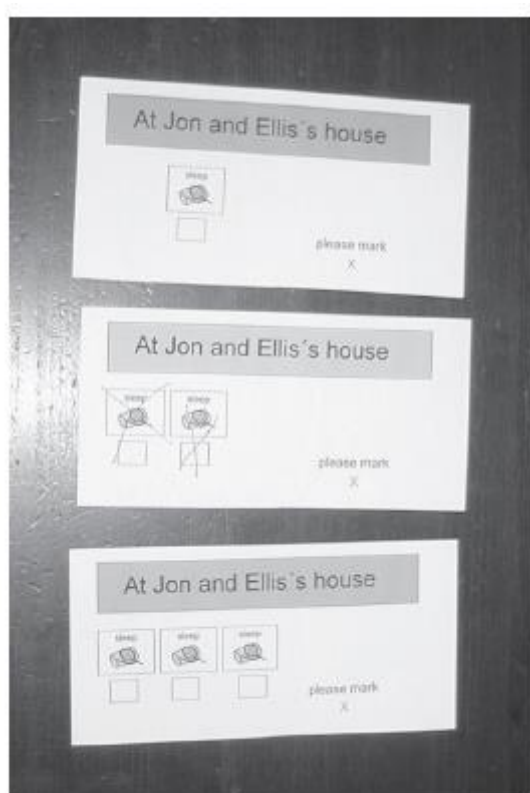 At Jon and Ellis´s house
sleep
please mark
X
At Jon and Ellis´s house
sleep sleep
please mark
X
At Jon and Ellis´s house
sleep sleep sleep
please mark
X